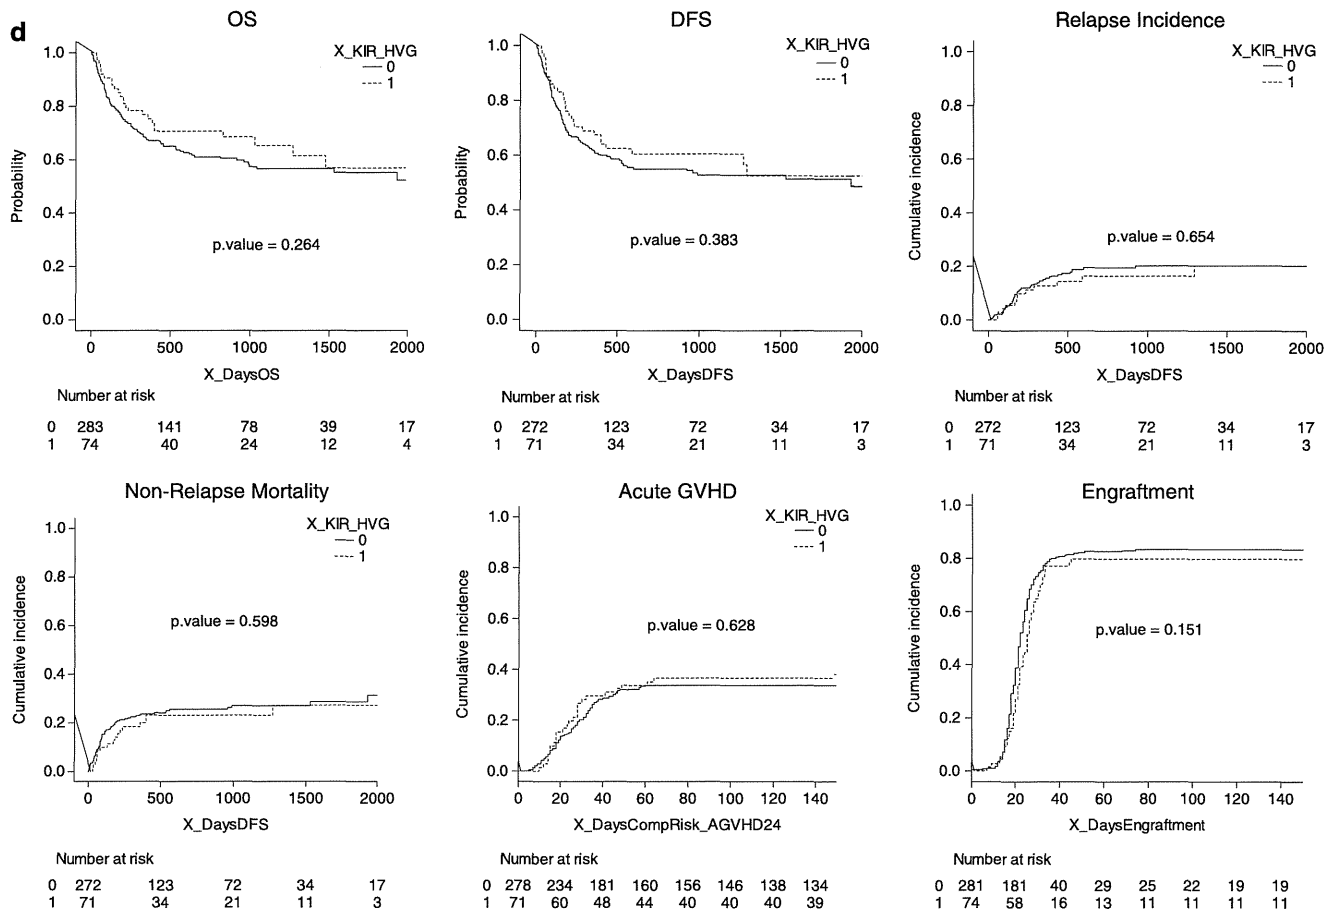 d
OS
X_KIR_HVG
0
1
1.0
0.8
0.6
0.4
0.2
0.0
Probability
p.value = 0.264
0 500 1000 1500 2000
X_DaysOS
Number at risk
0 283 141 78 39 17
1 74 40 24 12 4
DFS
X_KIR_HVG
0
1
1.0
0.8
0.6
0.4
0.2
0.0
Probability
p.value = 0.383
0 500 1000 1500 2000
X_DaysDFS
Number at risk
0 272 123 72 34 17
1 71 34 21 11 3
Relapse Incidence
X_KIR_HVG
0
1
1.0
0.8
0.6
0.4
0.2
0.0
Cumulative incidence
p.value = 0.654
0 500 1000 1500 2000
X_DaysDFS
Number at risk
0 272 123 72 34 17
1 71 34 21 11 3
Non-Relapse Mortality
X_KIR_HVG
0
1
1.0
0.8
0.6
0.4
0.2
0.0
Cumulative incidence
p.value = 0.598
0 500 1000 1500 2000
X_DaysDFS
Number at risk
0 272 123 72 34 17
1 71 34 21 11 3
Acute GVHD
X_KIR_HVG
0
1
1.0
0.8
0.6
0.4
0.2
0.0
Cumulative incidence
p.value = 0.628
0 20 40 60 80 100 120 140
X_DaysCompRisk_AGVHD24
Number at risk
0 278 234 181 160 156 146 138 134
1 71 60 48 44 40 40 40 39
Engraftment
1.0
0.8
0.6
0.4
0.2
0.0
Cumulative incidence
p.value = 0.151
0 20 40 60 80 100 120 140
X_DaysEngraftment
Number at risk
0 281 181 40 29 25 22 19 19
1 74 58 16 13 11 11 11 11